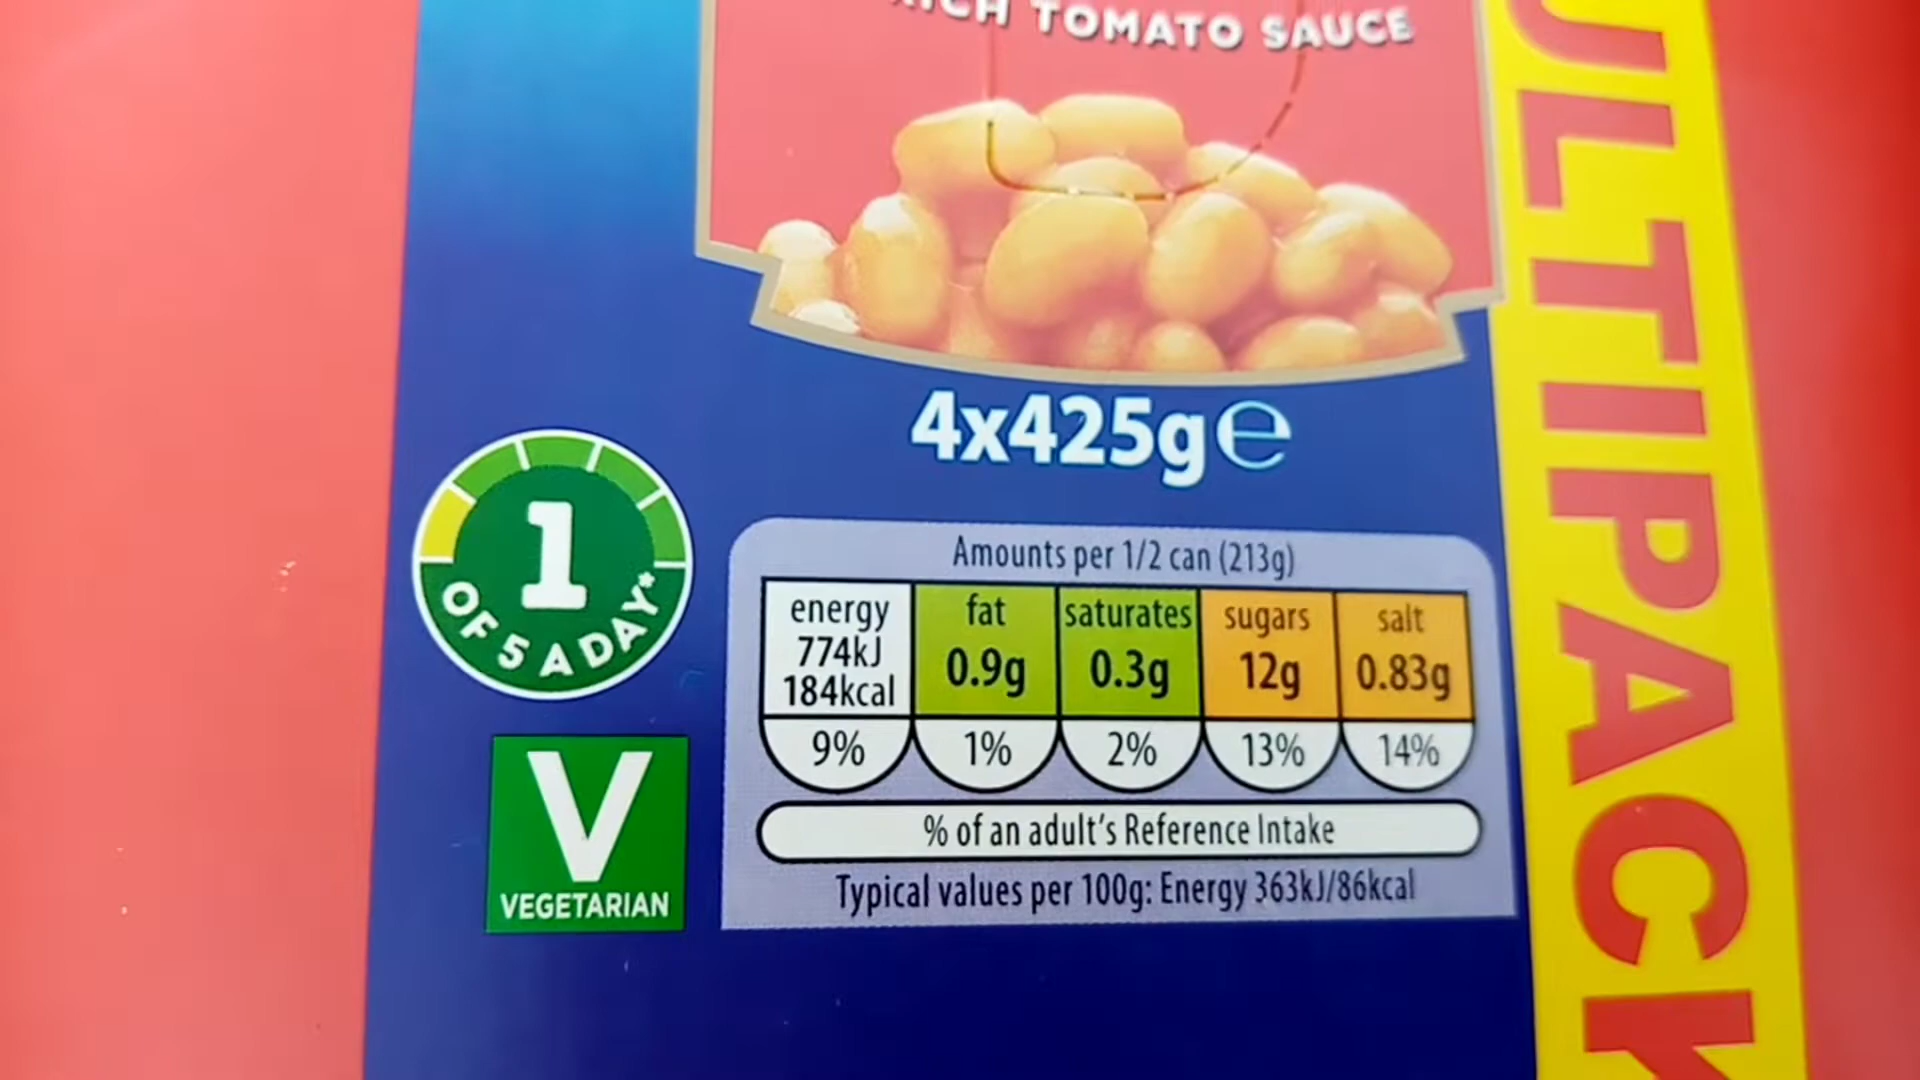 TOMATO SAUCE
4x425g e
1
OF 5 A DAY*
V
VEGETARIAN
Amounts per 1/2 can (213g)
energy 774kJ 184kcal 9%
fat 0.9g 1%
saturates 0.3g 2%
sugars 12g 13%
salt 0.83g 14%
% of an adult's Reference Intake
Typical values per 100g: Energy 363kJ/86kcal
ULTIPACK